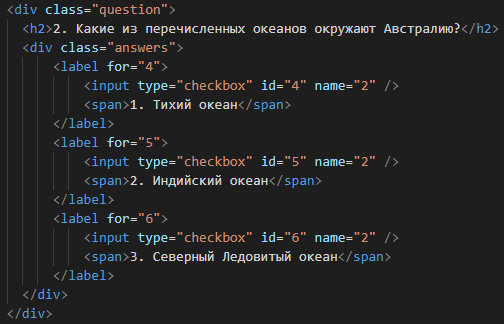 <div class="question">
<h2>2. Какие из перечисленных океанов окружают Австралию?</h2>
<div class="answers">
<label for="4">
<input type="checkbox" id="4" name="2" />
<span>1. Тихий океан</span>
</label>
<label for="5">
<input type="checkbox" id="5" name="2" />
<span>2. Индийский океан</span>
</label>
<label for="6">
<input type="checkbox" id="6" name="2" />
<span>3. Северный Ледовитый океан</span>
</label>
</div>
</div>